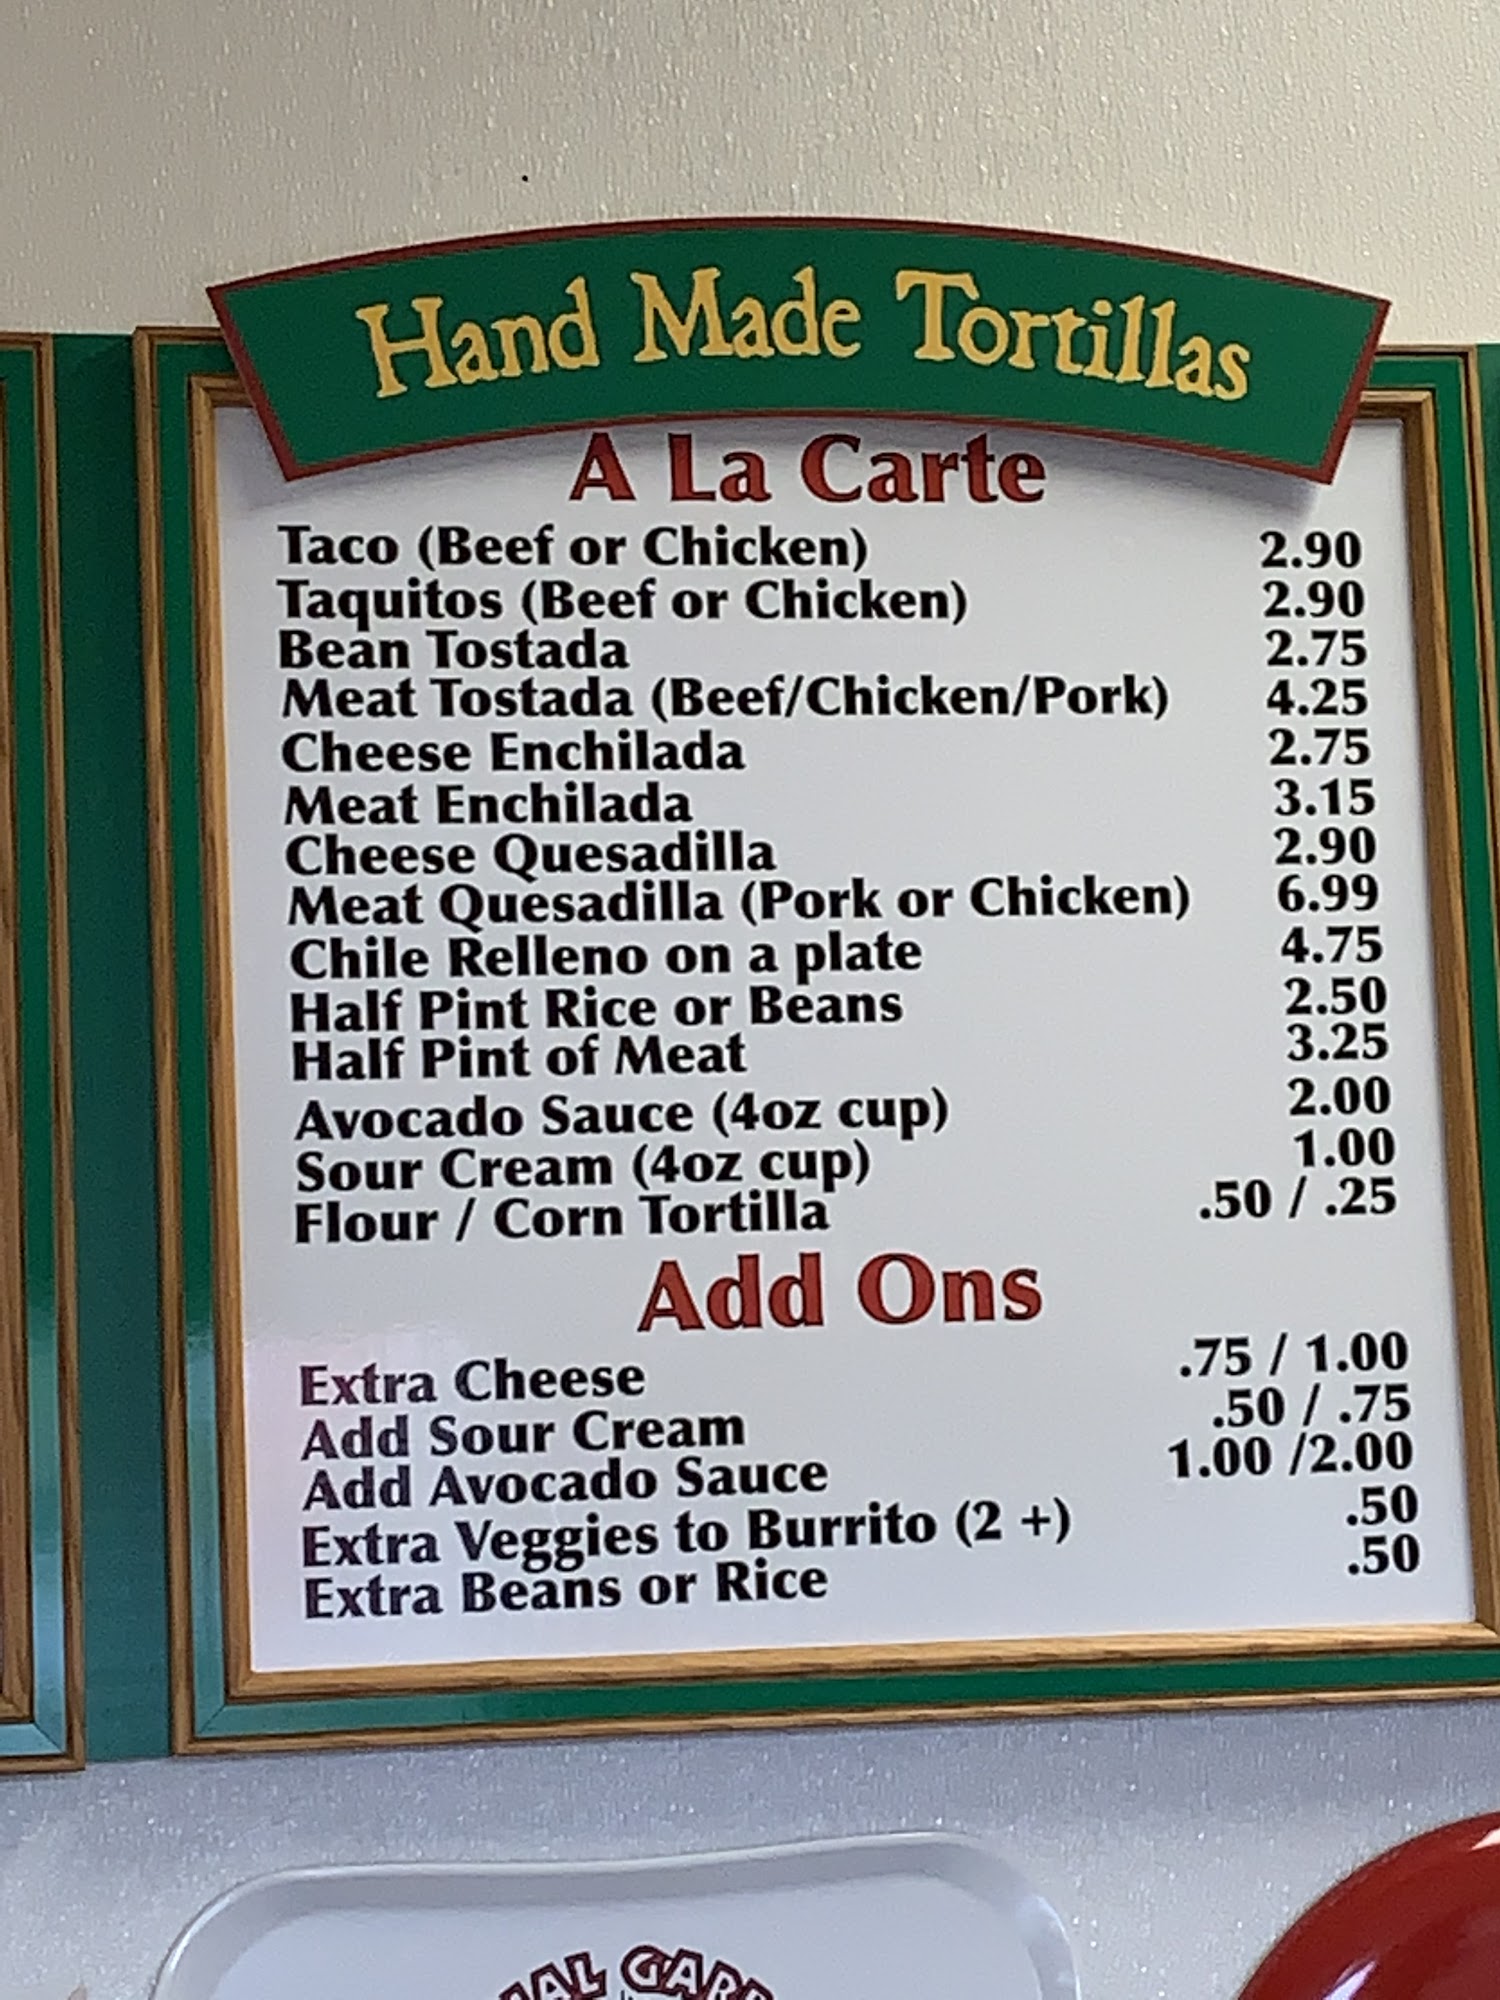 Hand Made Tortillas
A La Carte
Taco (Beef or Chicken) 2.90
Taquitos (Beef or Chicken) 2.90
Bean Tostada 2.75
Meat Tostada (Beef/Chicken/Pork) 4.25
Cheese Enchilada 2.75
Meat Enchilada 3.15
Cheese Quesadilla 2.90
Meat Quesadilla (Pork or Chicken) 6.99
Chile Relleno on a plate 4.75
Half Pint Rice or Beans 2.50
Half Pint of Meat 3.25
Avocado Sauce (4oz cup) 2.00
Sour Cream (4oz cup) 1.00
Flour / Corn Tortilla .50 / .25
Add Ons
Extra Cheese .75 / 1.00
Add Sour Cream .50 / .75
Add Avocado Sauce 1.00 /2.00
Extra Veggies to Burrito (2 +) .50
Extra Beans or Rice .50